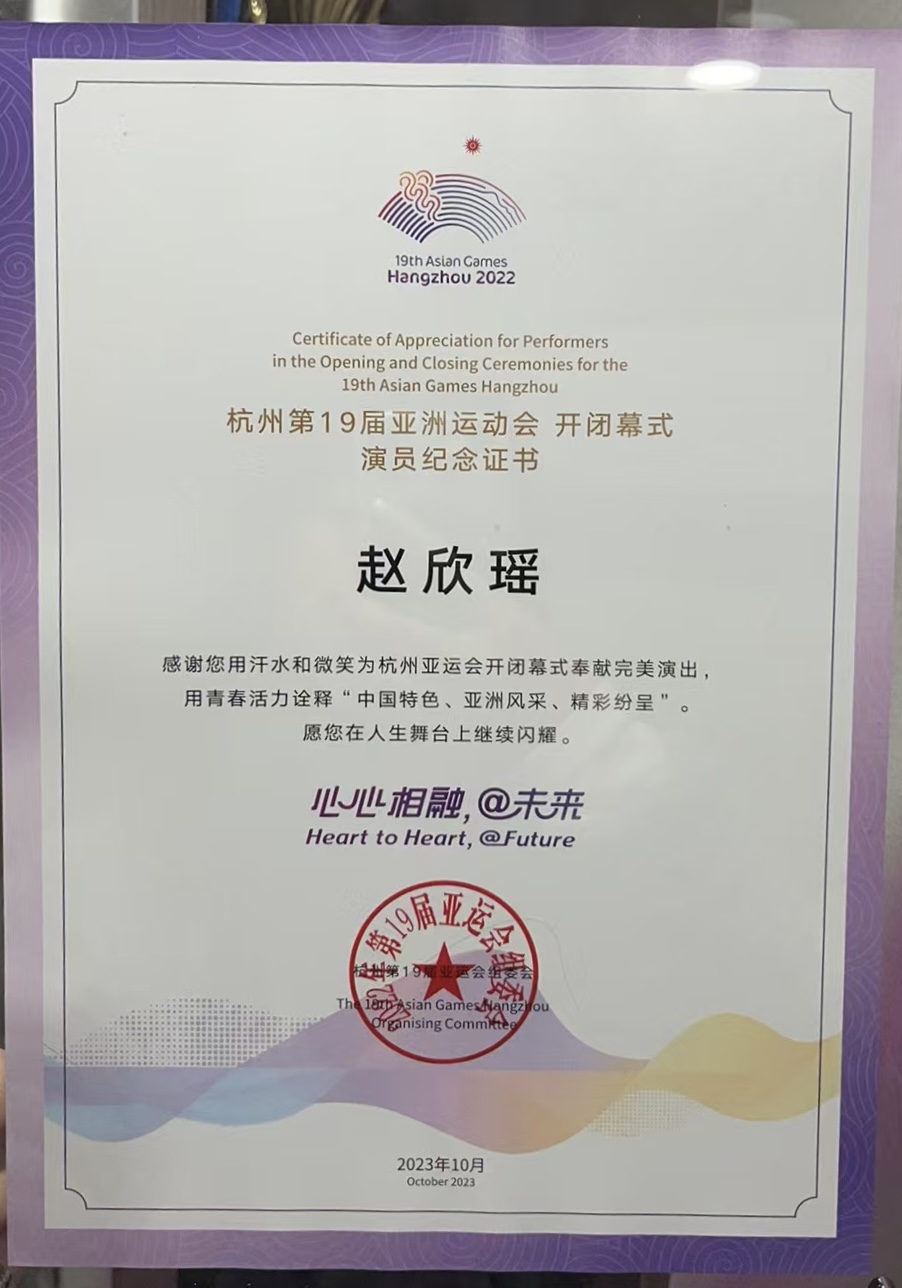 19th Asian Games
Hangzhou 2022
Certificate of Appreciation for Performers
in the Opening and Closing Ceremonies for the
19th Asian Games Hangzhou
杭州第19届亚洲运动会 开闭幕式
演员纪念证书
赵欣瑶
感谢您用汗水和微笑为杭州亚运会开闭幕式奉献完美演出，
用青春活力诠释“中国特色、亚洲风采、精彩纷呈”。
愿您在人生舞台上继续闪耀。
心心相融,@未来
Heart to Heart, @Future
2022年第19届亚运会组委会
杭州第19届亚运会组委会
The 19th Asian Games Hangzhou
Organising Committee
2023年10月
October 2023